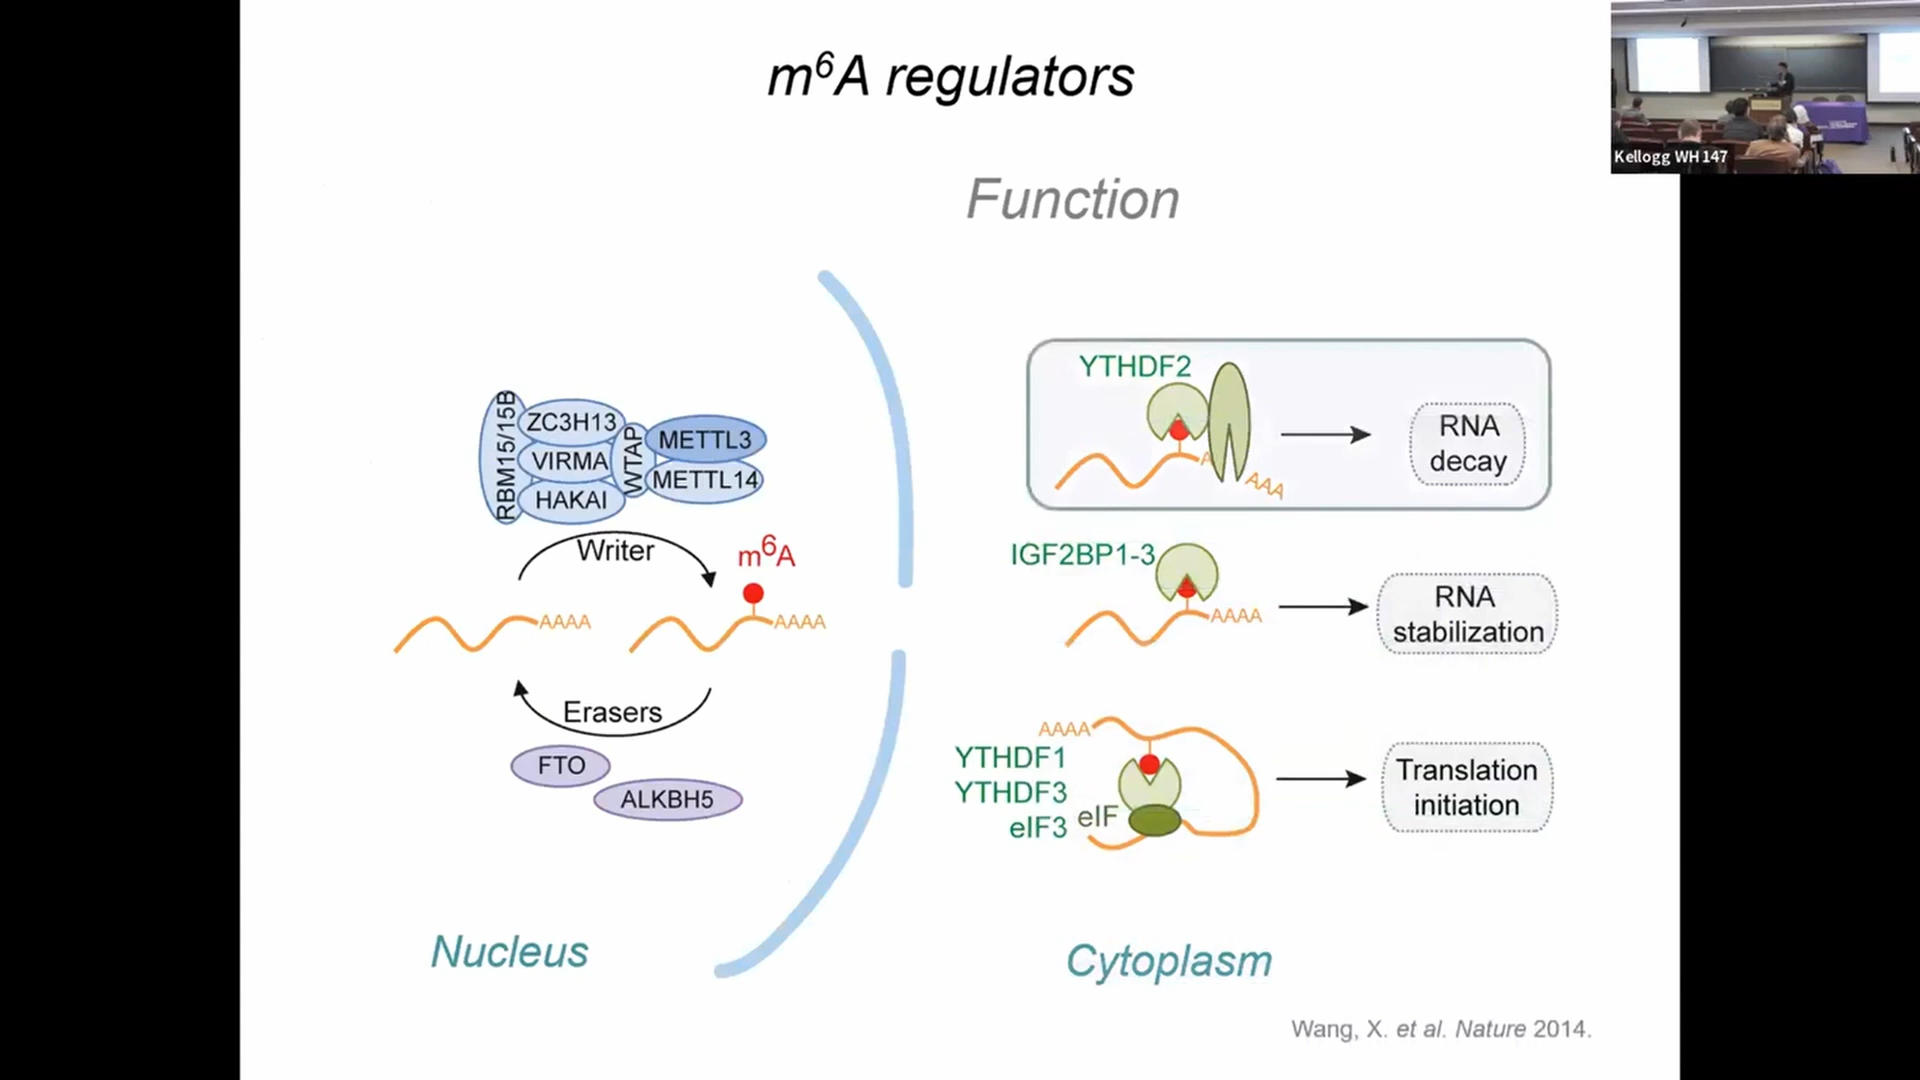 m⁶A regulators
Kellogg WH 147
Function
RBM15/15B
ZC3H13
VIRMA
HAKAI
WTAP
METTL3
METTL14
Writer
m⁶A
AAAA
AAAA
Erasers
FTO
ALKBH5
Nucleus
YTHDF2
A
AAA
RNA
decay
IGF2BP1-3
AAAA
RNA
stabilization
AAAA
YTHDF1
YTHDF3
eIF3
eIF
Translation
initiation
Cytoplasm
Wang, X. et al. Nature 2014.